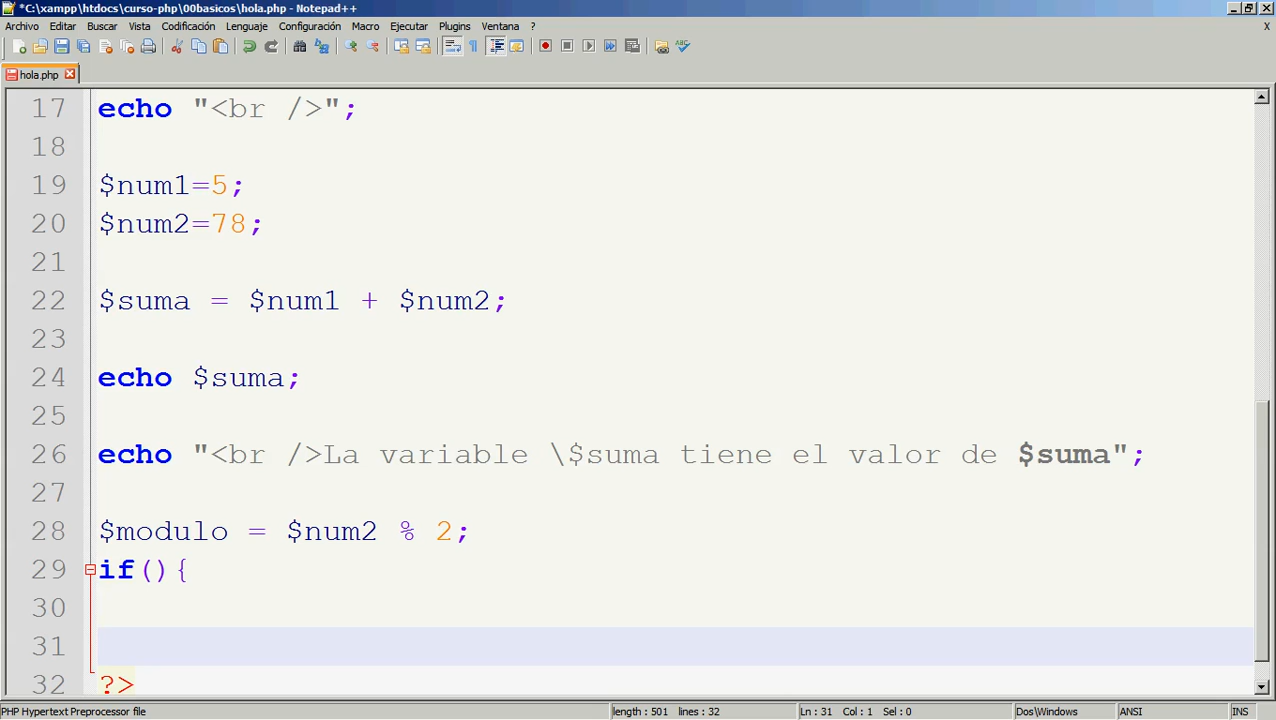 *C:\xampp\htdocs\curso-php\00basicos\hola.php - Notepad++
Archivo Editar Buscar Vista Codificación Lenguaje Configuración Macro Ejecutar Plugins Ventana ? X
hola.php
17 echo "<br />";
18
19 $num1=5;
20 $num2=78;
21
22 $suma = $num1 + $num2;
23
24 echo $suma;
25
26 echo "<br />La variable \$suma tiene el valor de $suma";
27
28 $modulo = $num2 % 2;
29 if(){
30
31
32 ?>
PHP Hypertext Preprocessor file length : 501 lines : 32 Ln : 31 Col : 1 Sel : 0 Dos\Windows ANSI INS